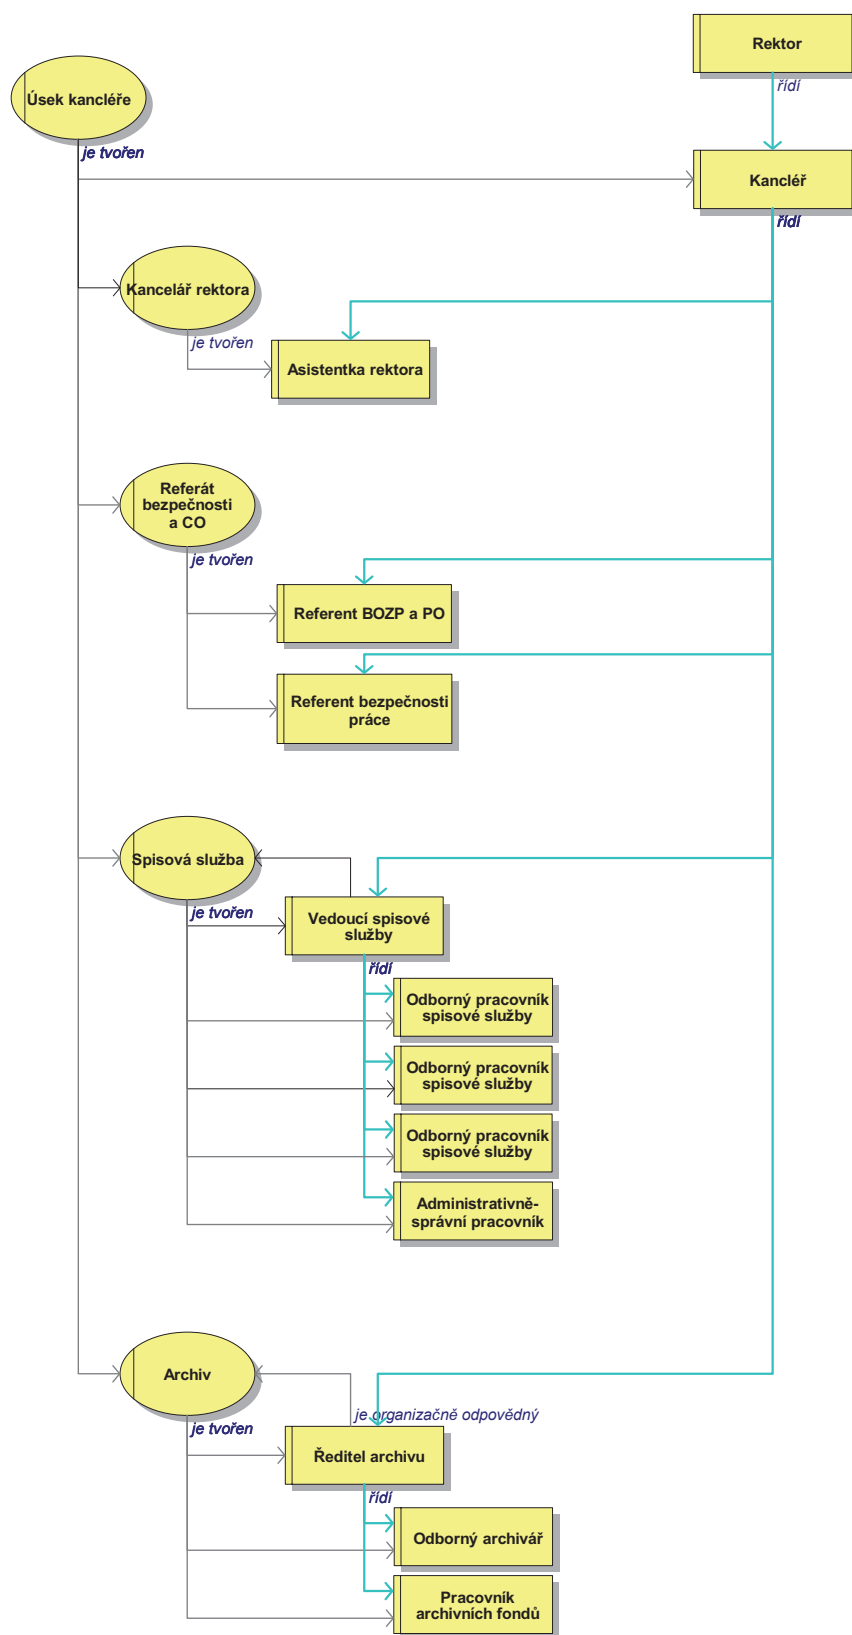 Rektor
řídí
Úsek kancléře
je tvořen
Kancléř
řídí
Kancelář rektora
je tvořen
Asistentka rektora
Referát
bezpečnosti
a CO
je tvořen
Referent BOZP a PO
Referent bezpečnosti
práce
Spisová služba
je tvořen
Vedoucí spisové
služby
řídí
Odborný pracovník
spisové služby
Odborný pracovník
spisové služby
Odborný pracovník
spisové služby
Administrativně-
správní pracovník
Archiv
je tvořen
je organizačně odpovědný
Ředitel archivu
řídí
Odborný archivář
Pracovník
archivních fondů